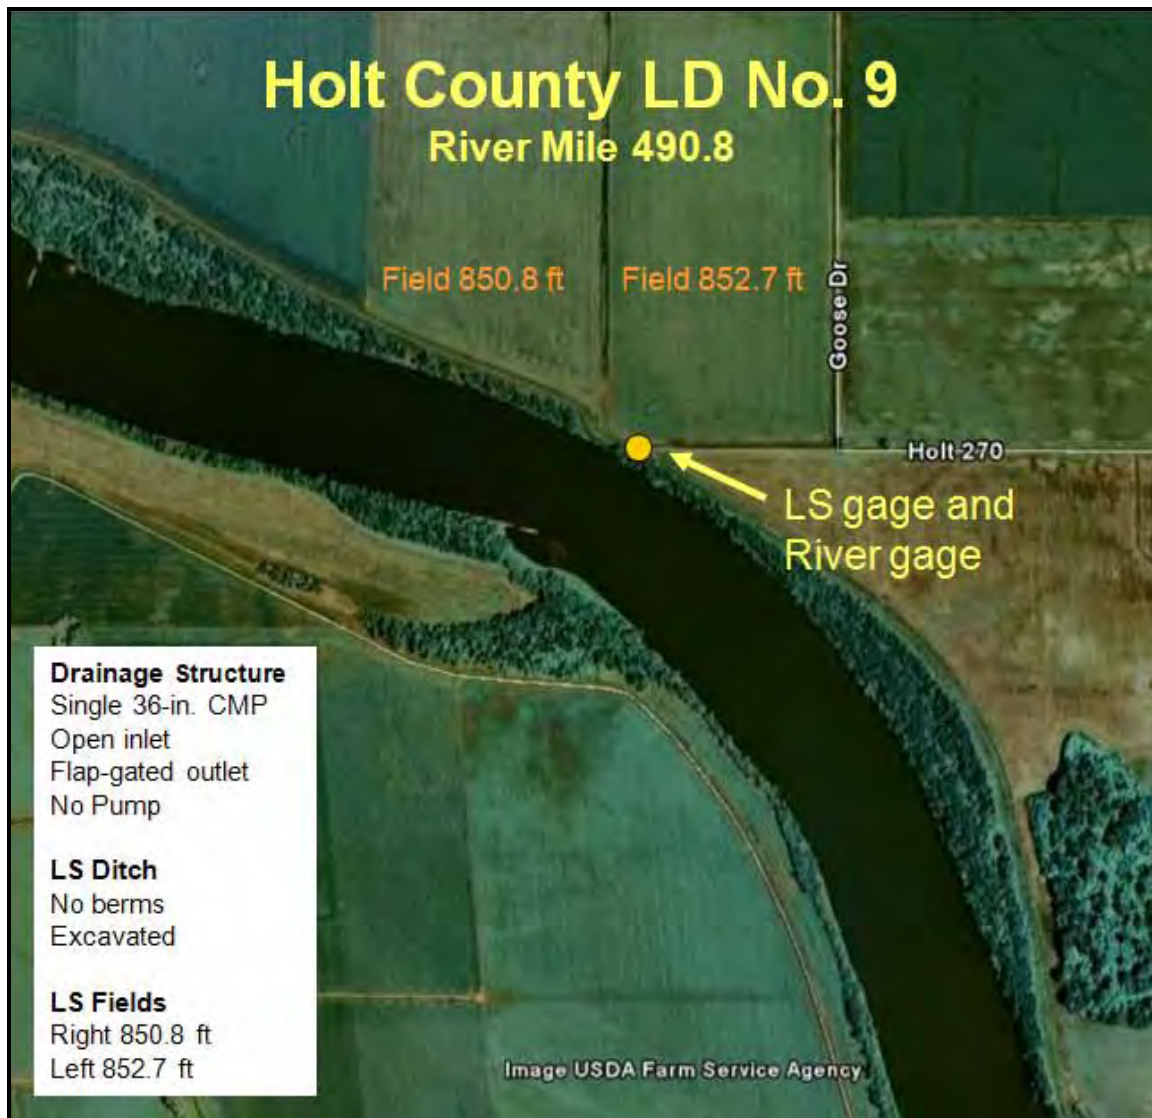 Holt County LD No. 9
River Mile 490.8
Field 850.8 ft
Field 852.7 ft
Goose Dr
Holt 270
LS gage and
River gage
Drainage Structure
Single 36-in. CMP
Open inlet
Flap-gated outlet
No Pump
LS Ditch
No berms
Excavated
LS Fields
Right 850.8 ft
Left 852.7 ft
Image USDA Farm Service Agency